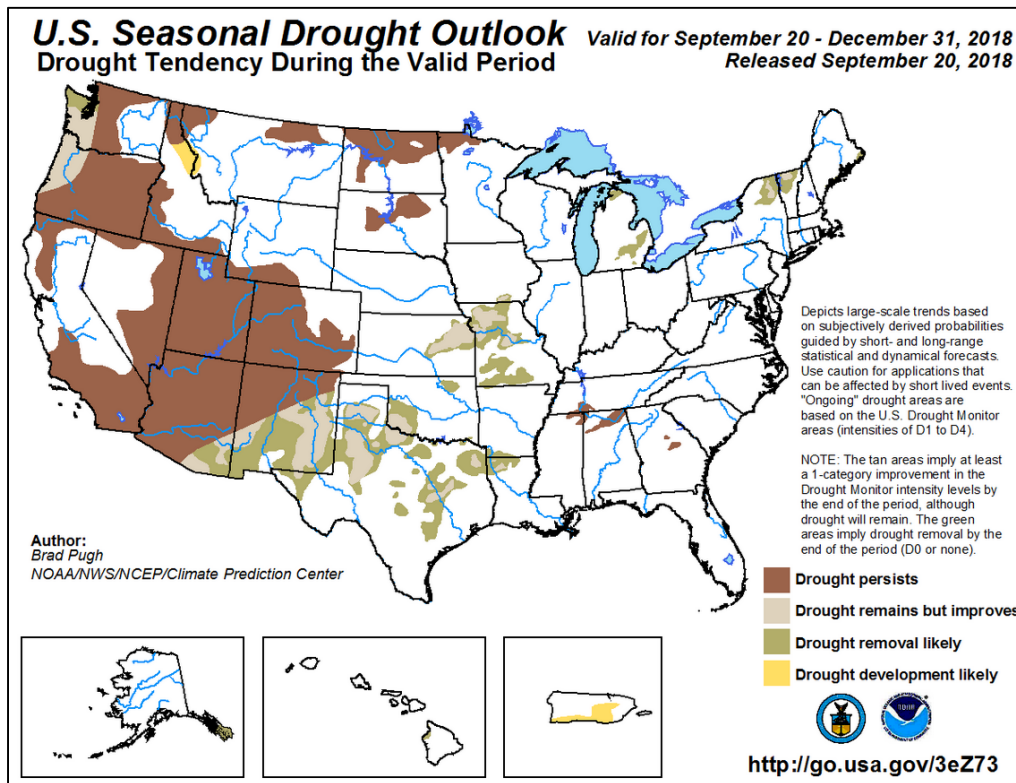 U.S. Seasonal Drought Outlook
Drought Tendency During the Valid Period
Valid for September 20 - December 31, 2018
Released September 20, 2018
Depicts large-scale trends based
on subjectively derived probabilities
guided by short- and long-range
statistical and dynamical forecasts.
Use caution for applications that
can be affected by short lived events.
"Ongoing" drought areas are
based on the U.S. Drought Monitor
areas (intensities of D1 to D4).
NOTE: The tan areas imply at least
a 1-category improvement in the
Drought Monitor intensity levels by
the end of the period, although
drought will remain. The green
areas imply drought removal by the
end of the period (D0 or none).
Author:
Brad Pugh
NOAA/NWS/NCEP/Climate Prediction Center
Drought persists
Drought remains but improves
Drought removal likely
Drought development likely
http://go.usa.gov/3eZ73